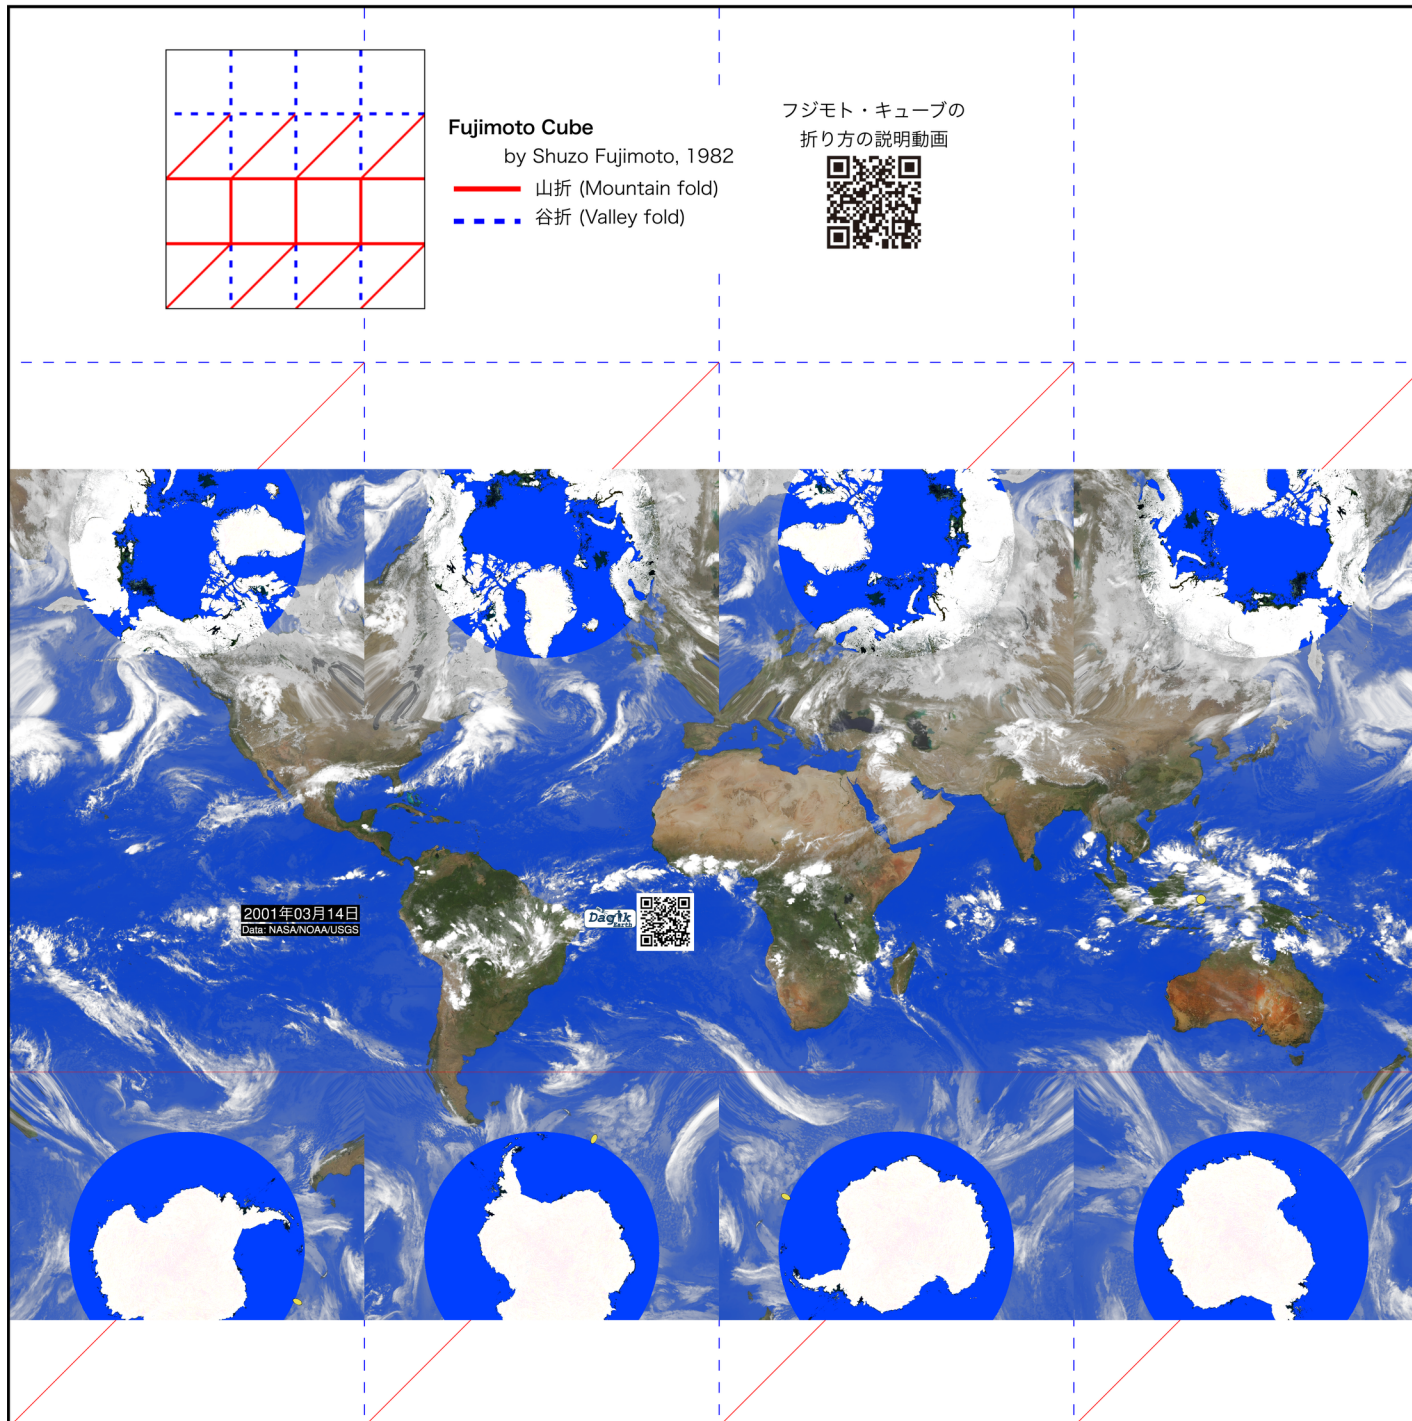 Fujimoto Cube
by Shuzo Fujimoto, 1982
山折 (Mountain fold)
谷折 (Valley fold)
フジモト・キューブの
折り方の説明動画
2001年03月14日
Data: NASA/NOAA/USGS
Dagik
Earth